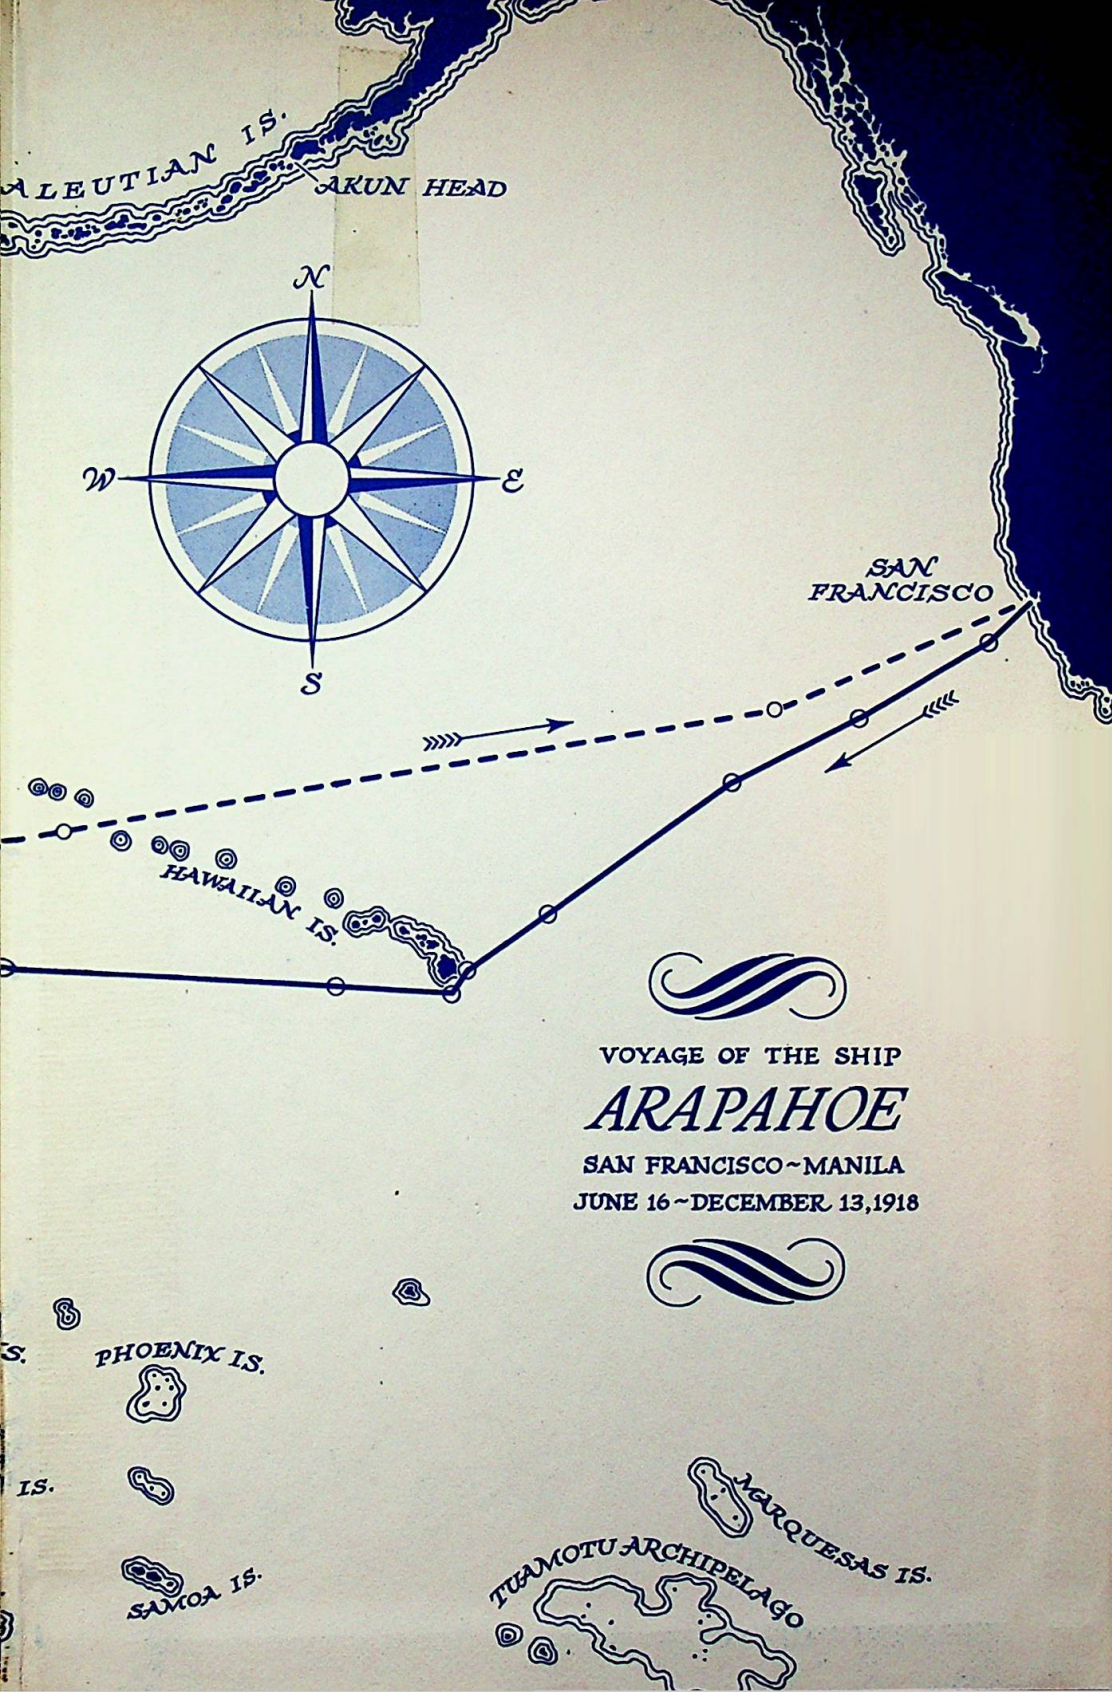 ALEUTIAN IS.
AKUN HEAD
N
W
E
S
SAN
FRANCISCO
HAWAIIAN IS.
VOYAGE OF THE SHIP
ARAPAHOE
SAN FRANCISCO~MANILA
JUNE 16~DECEMBER 13,1918
S.
PHOENIX IS.
IS.
MARQUESAS IS.
TUAMOTU ARCHIPELAGO
SAMOA IS.